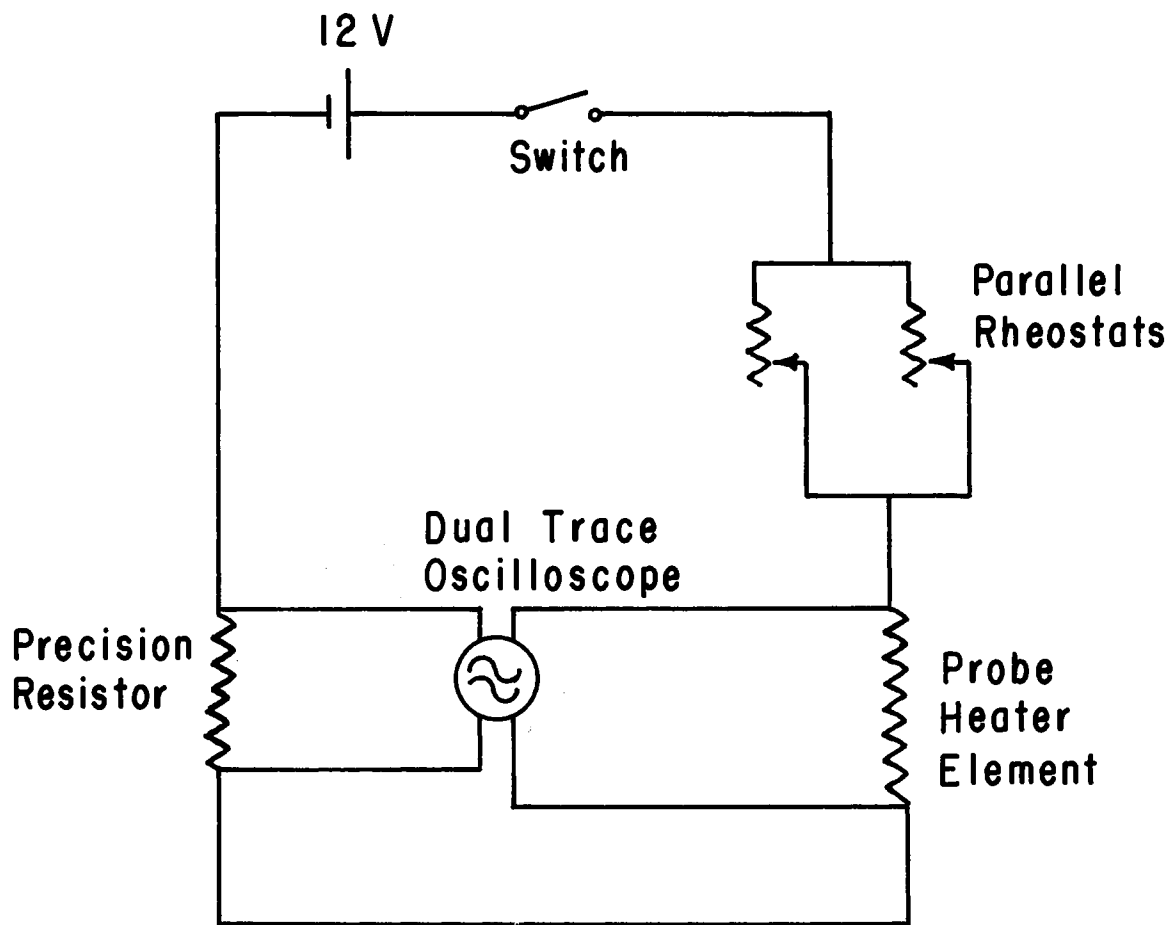 12 V
Switch
Parallel
Rheostats
Dual Trace
Oscilloscope
Precision
Resistor
Probe
Heater
Element